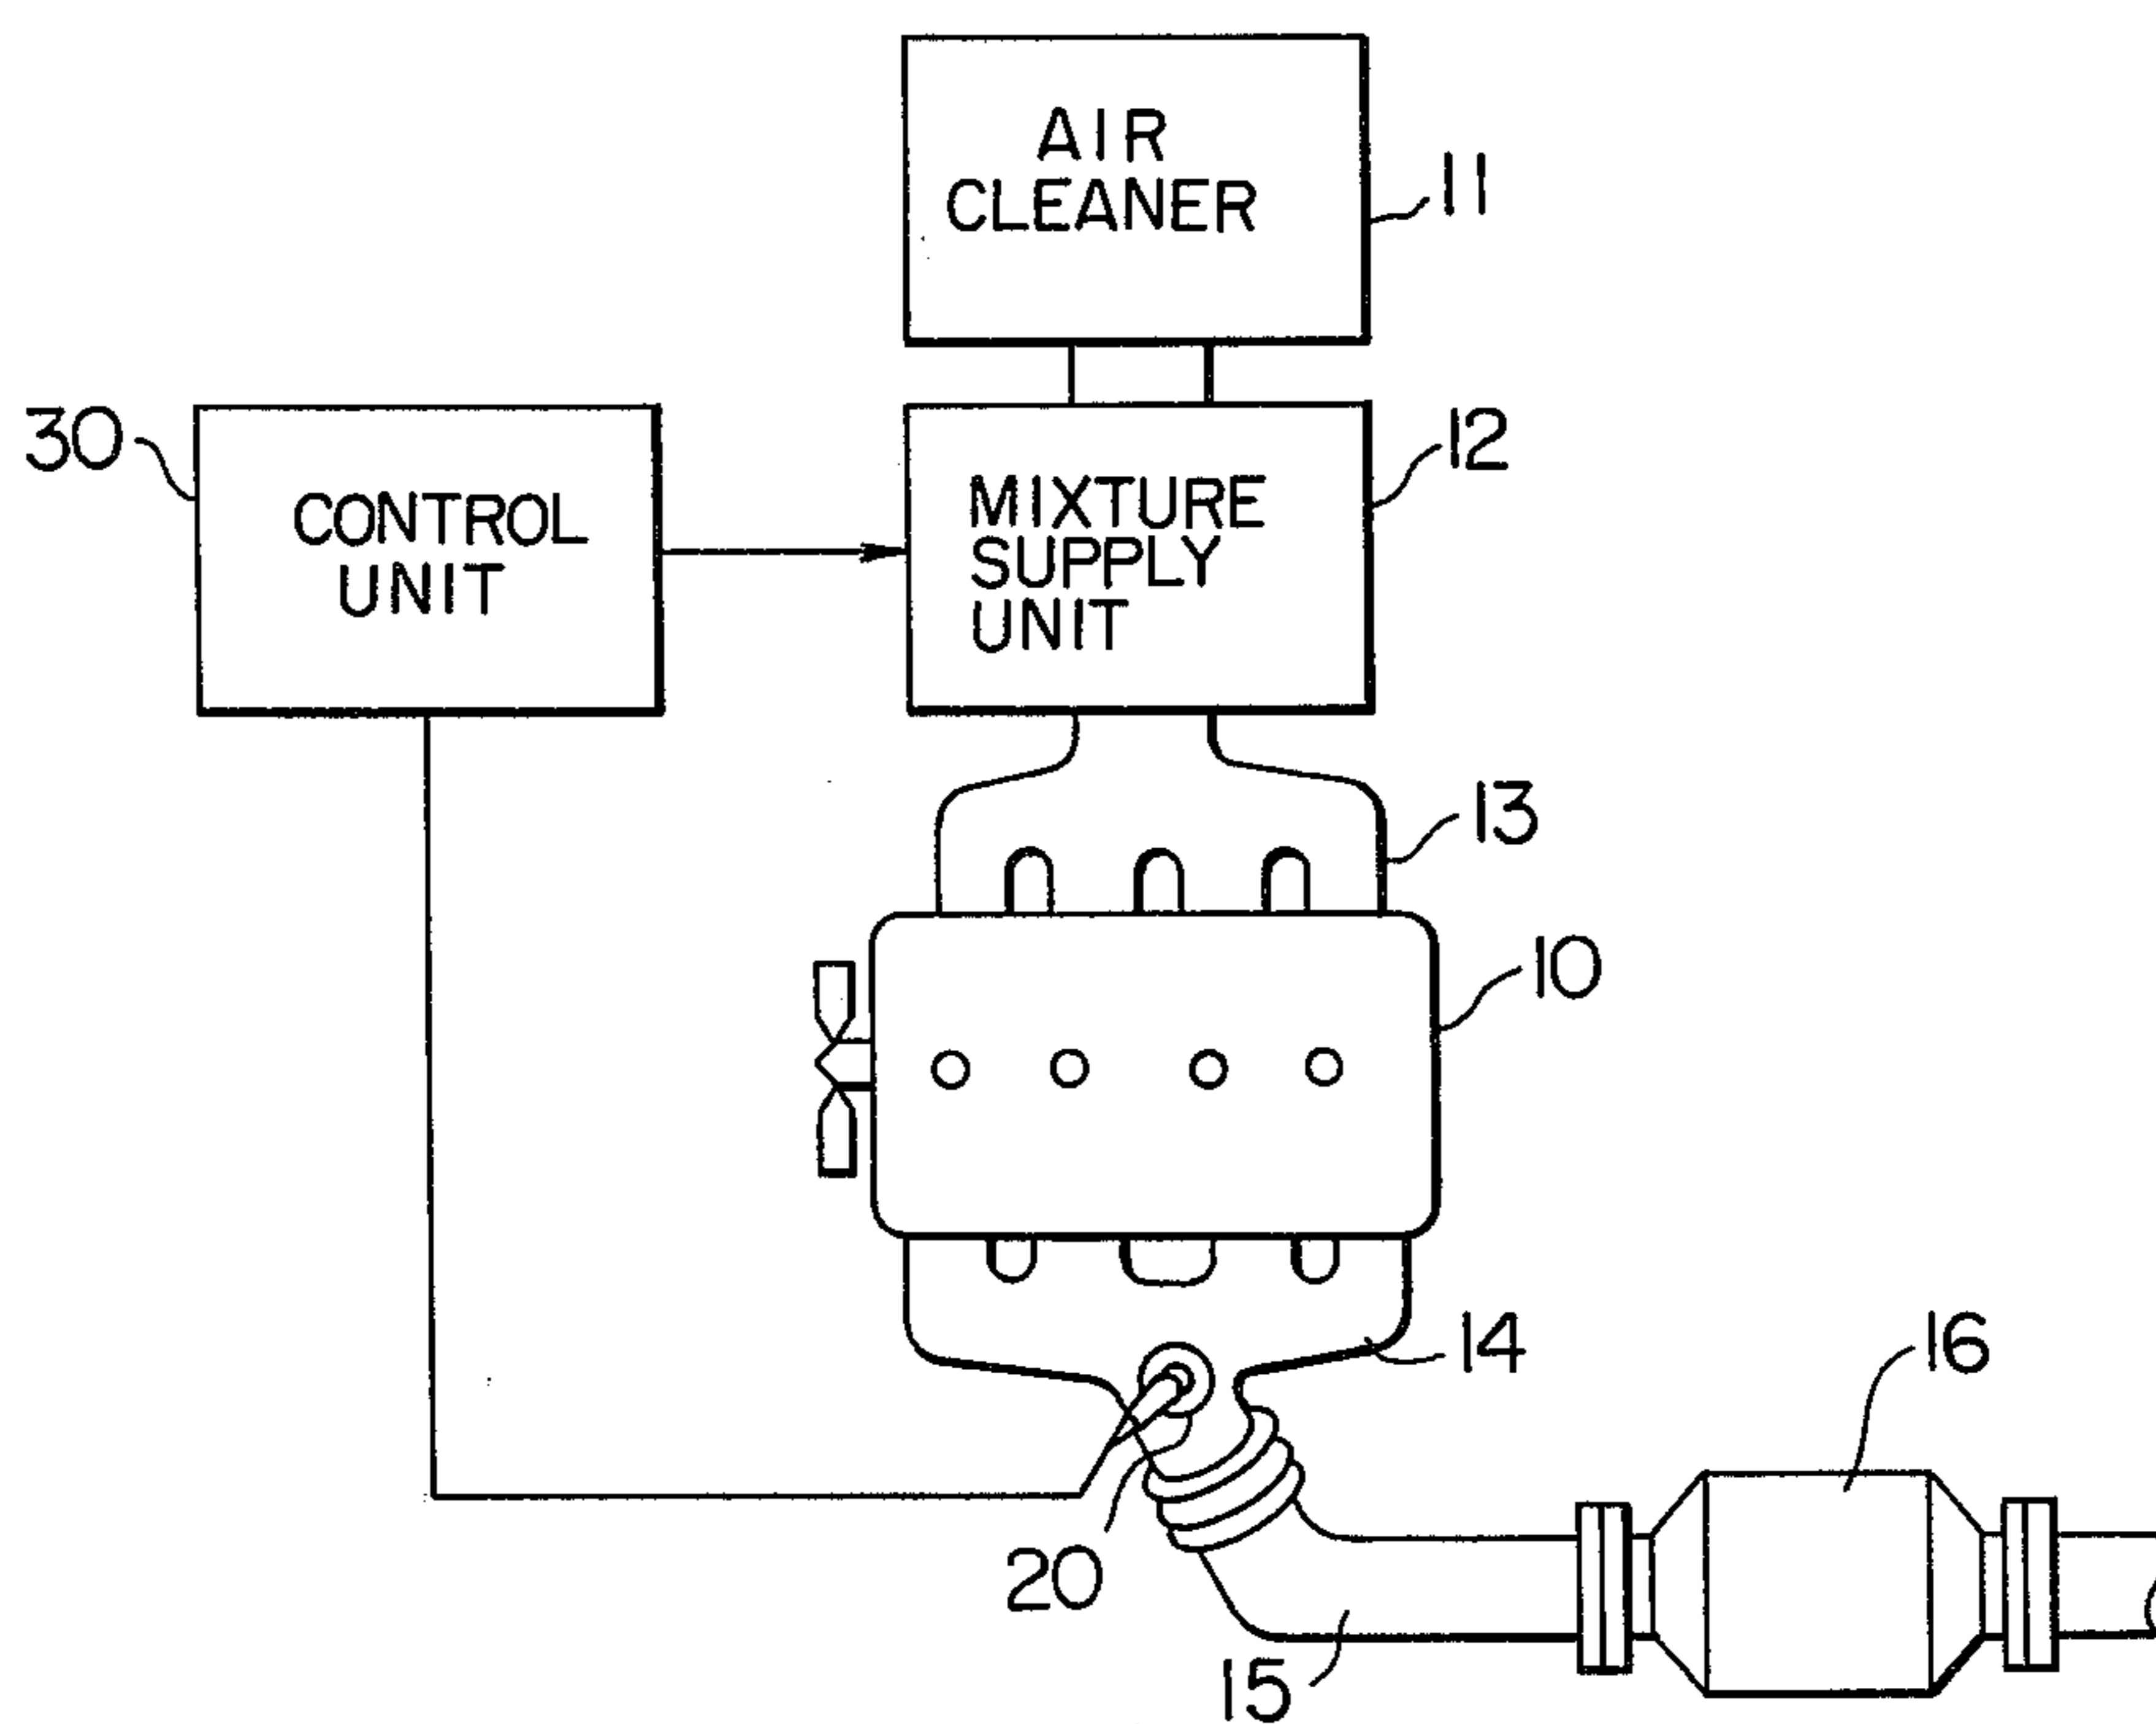 AIR
CLEANER
11
30
CONTROL
UNIT
MIXTURE
SUPPLY
UNIT
12
13
10
14
16
20
15